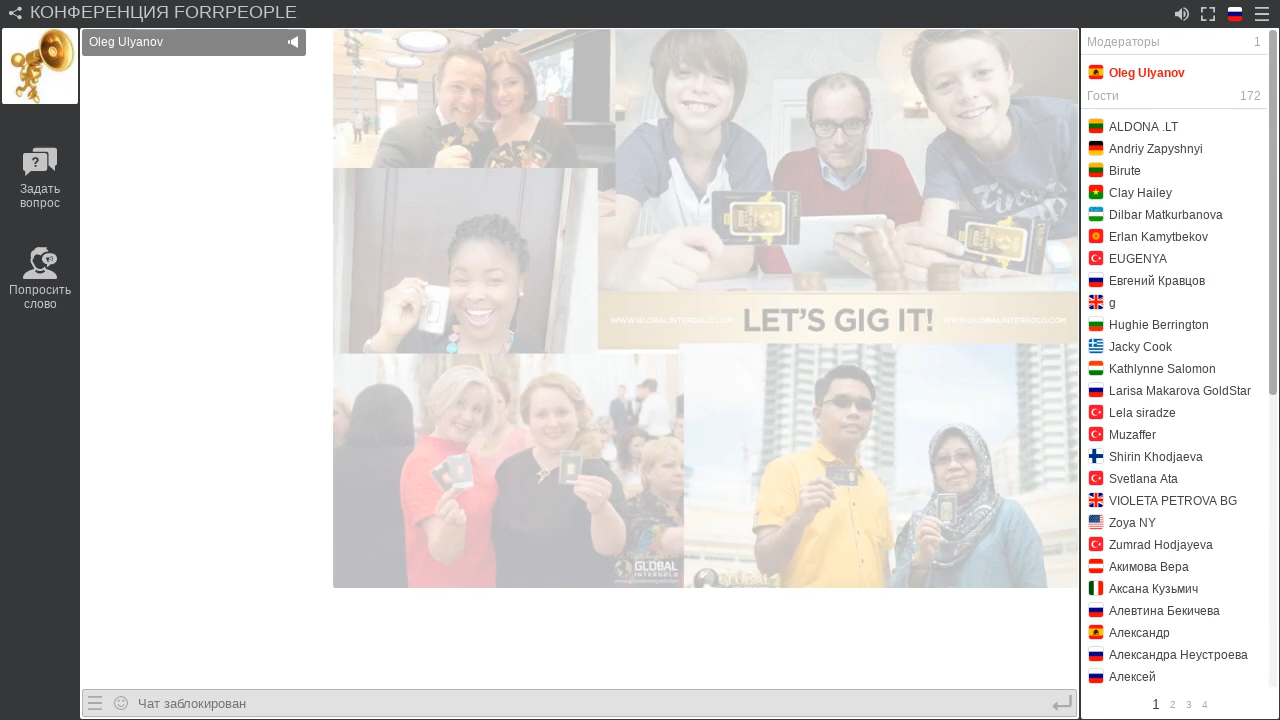 КОНФЕРЕНЦИЯ FORRPEOPLE
Oleg Ulyanov
?
Задать
вопрос
Попросить
слово
WWW.GLOBALINTERGOLD.COM
LET'S GIG IT!
WWW.GLOBALINTERGOLD.COM
GLOBAL
INTERGOLD
Чат заблокирован
Модераторы 1
Oleg Ulyanov
Гости 172
ALDONA .LT
Andriy Zapyshnyi
Birute
Clay Hailey
Dilbar Matkurbanova
Erlan Kamytbekov
EUGENYA
Евгений Кравцов
g
Hughie Berrington
Jacky Cook
Kathlynne Salomon
Larisa Makarova GoldStar
Lela siradze
Muzaffer
Shirin Khodjaeva
Svetlana Ata
VIOLETA PETROVA BG
Zoya NY
Zumrad Hodjayeva
Акимова Вера
Аксана Кузьмич
Алевтина Бекичева
Александр
Александра Неустроева
Алексей
1 2 3 4